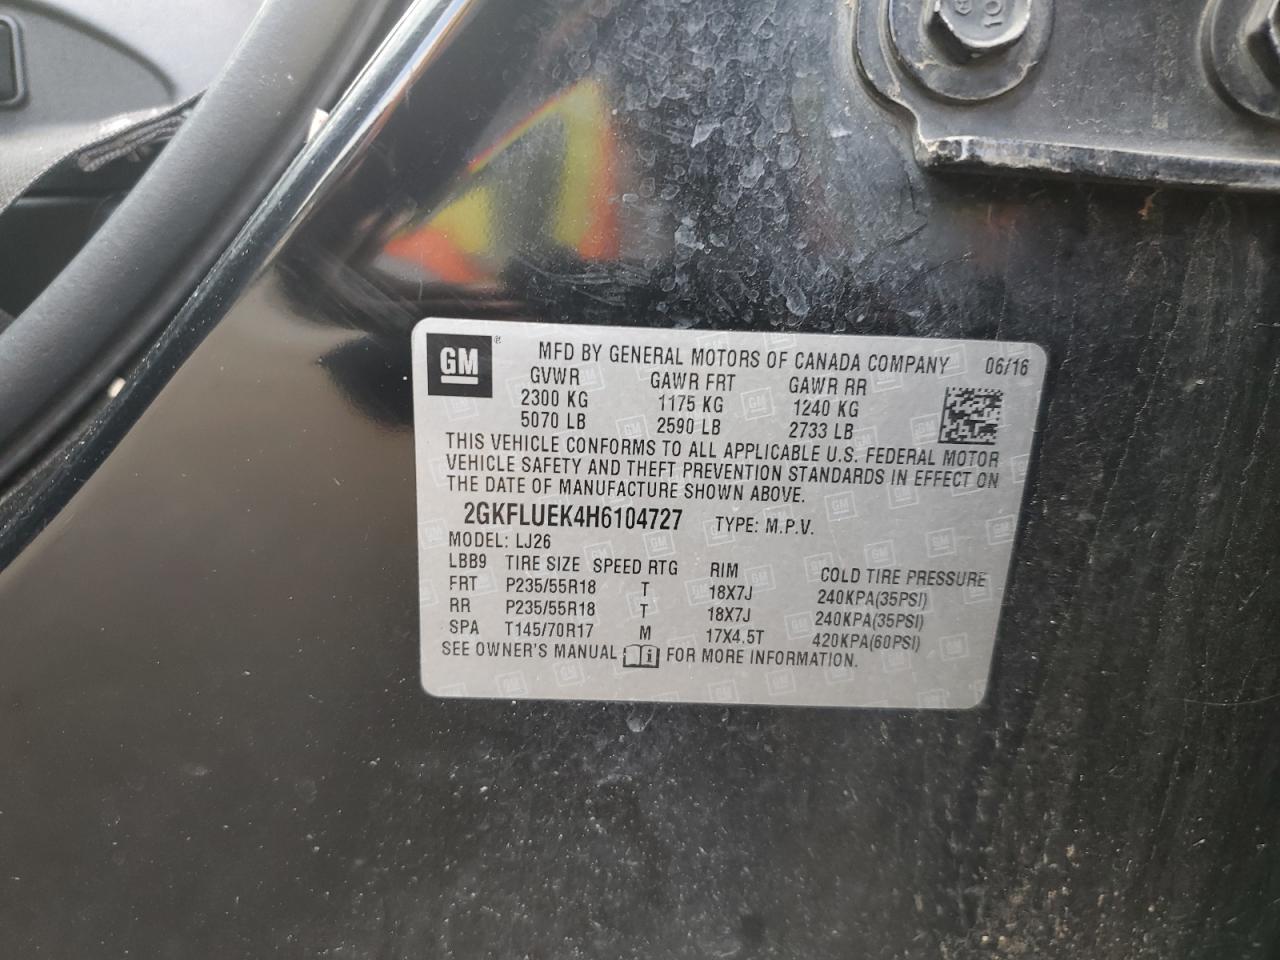 GM ® MFD BY GENERAL MOTORS OF CANADA COMPANY 06/16
GVWR GAWR FRT GAWR RR
2300 KG 1175 KG 1240 KG
5070 LB 2590 LB 2733 LB
THIS VEHICLE CONFORMS TO ALL APPLICABLE U.S. FEDERAL MOTOR
VEHICLE SAFETY AND THEFT PREVENTION STANDARDS IN EFFECT ON
THE DATE OF MANUFACTURE SHOWN ABOVE.
2GKFLUEK4H6104727 TYPE: M.P.V.
MODEL: LJ26
LBB9 TIRE SIZE SPEED RTG RIM COLD TIRE PRESSURE
FRT P235/55R18 T 18X7J 240KPA(35PSI)
RR P235/55R18 T 18X7J 240KPA(35PSI)
SPA T145/70R17 M 17X4.5T 420KPA(60PSI)
SEE OWNER'S MANUAL FOR MORE INFORMATION.